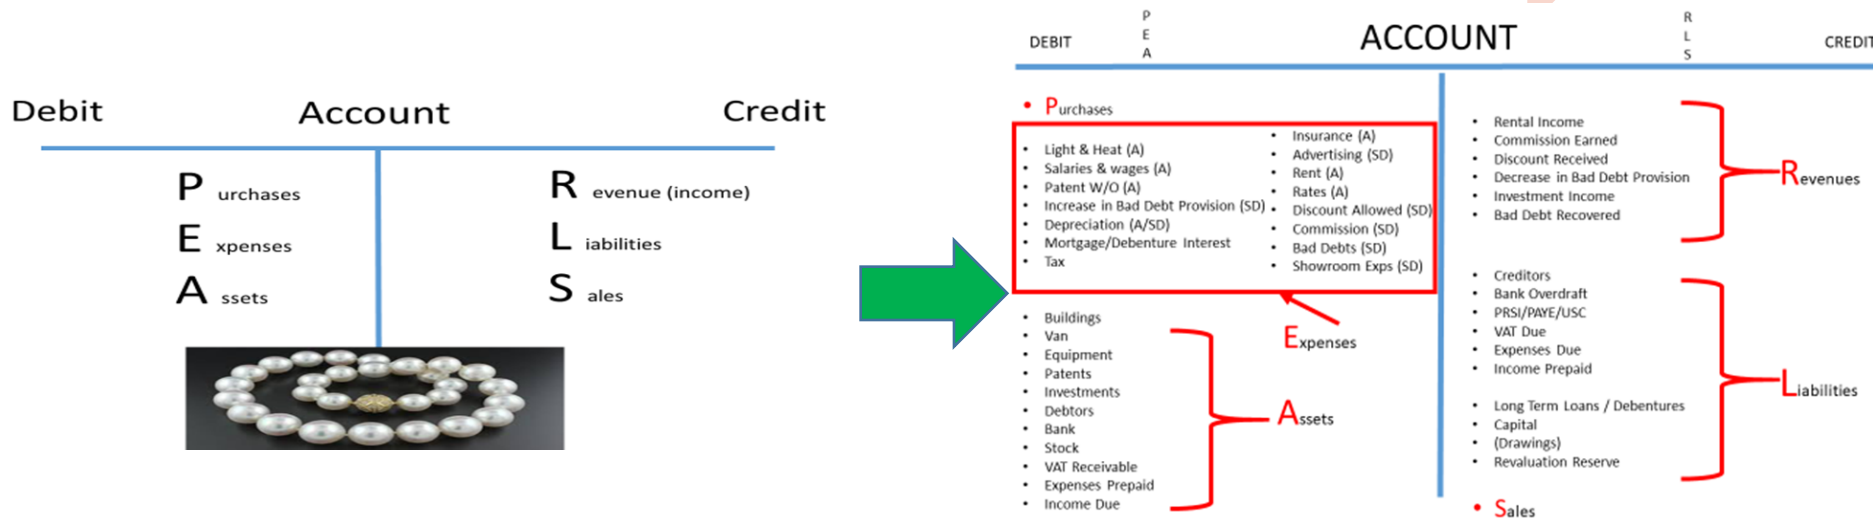 Debit Account Credit
P urchases
E xpenses
A ssets
R evenue (income)
L iabilities
S ales
P
E
A
R
L
S
DEBIT
ACCOUNT
CREDIT
• Purchases
• Light & Heat (A)
• Salaries & wages (A)
• Patent W/O (A)
• Increase in Bad Debt Provision (SD)
• Depreciation (A/SD)
• Mortgage/Debenture Interest
• Tax
• Insurance (A)
• Advertising (SD)
• Rent (A)
• Rates (A)
• Discount Allowed (SD)
• Commission (SD)
• Bad Debts (SD)
• Showroom Exps (SD)
Expenses
• Buildings
• Van
• Equipment
• Patents
• Investments
• Debtors
• Bank
• Stock
• VAT Receivable
• Expenses Prepaid
• Income Due
Assets
• Rental Income
• Commission Earned
• Discount Received
• Decrease in Bad Debt Provision
• Investment Income
• Bad Debt Recovered
Revenues
• Creditors
• Bank Overdraft
• PRSI/PAYE/USC
• VAT Due
• Expenses Due
• Income Prepaid
• Long Term Loans / Debentures
• Capital
• (Drawings)
• Revaluation Reserve
Liabilities
• Sales